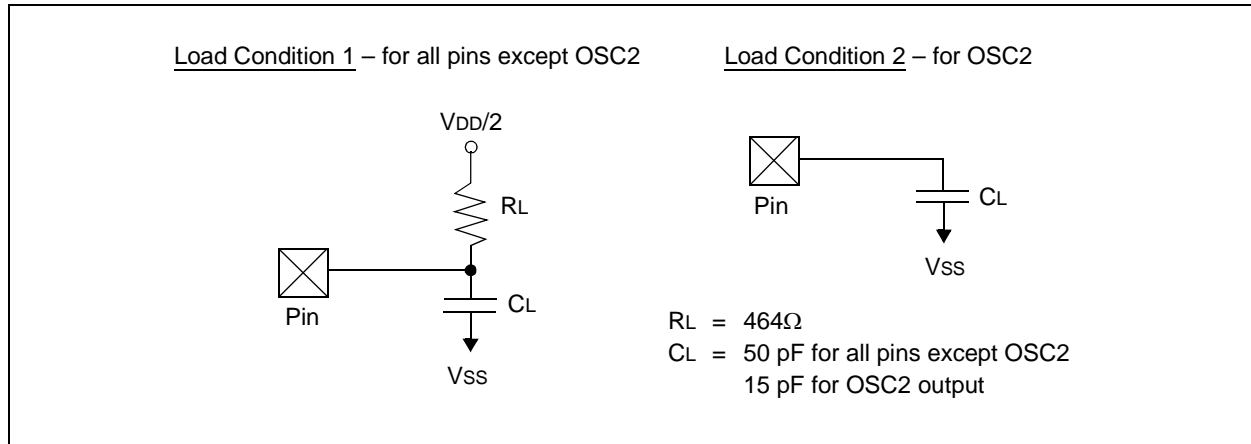 Load Condition 1 – for all pins except OSC2
Load Condition 2 – for OSC2
VDD/2
RL
Pin
CL
VSS
Pin
CL
VSS
RL = 464Ω
CL = 50 pF for all pins except OSC2
15 pF for OSC2 output